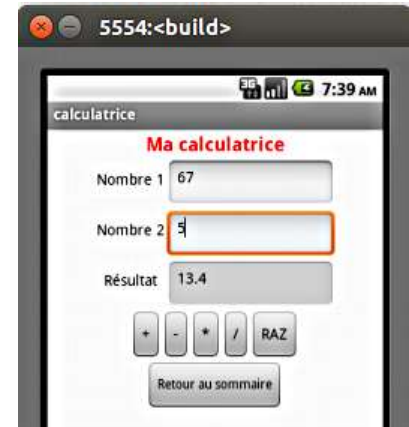 5554:<build>
3G 7:39 AM
calculatrice
Ma calculatrice
Nombre 1 67
Nombre 2 5
Résultat 13.4
+ - * / RAZ
Retour au sommaire